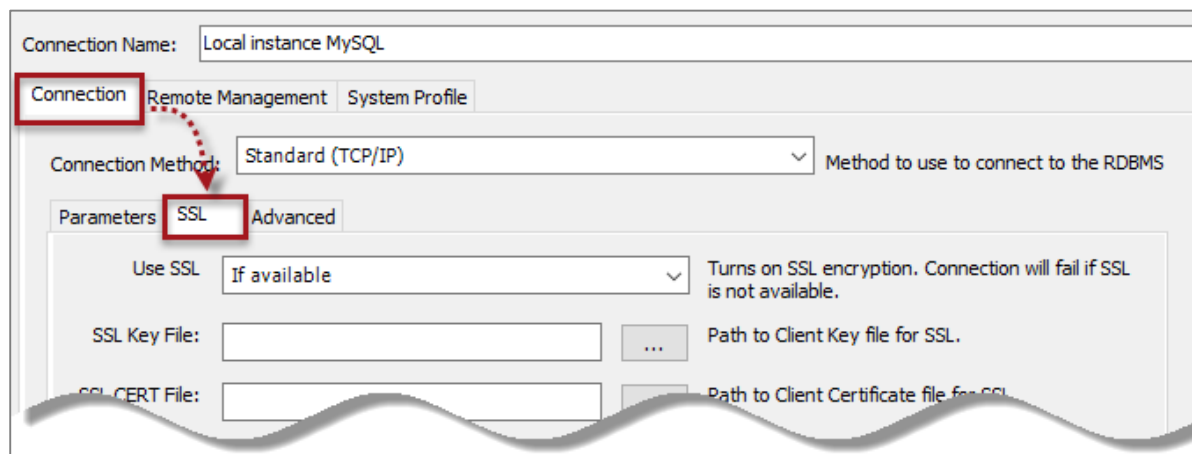 Connection Name: Local instance MySQL
Connection Remote Management System Profile
Connection Method: Standard (TCP/IP) Method to use to connect to the RDBMS
Parameters SSL Advanced
Use SSL If available Turns on SSL encryption. Connection will fail if SSL
is not available.
SSL Key File: ... Path to Client Key file for SSL.
SSL CERT File: Path to Client Certificate file for SSL